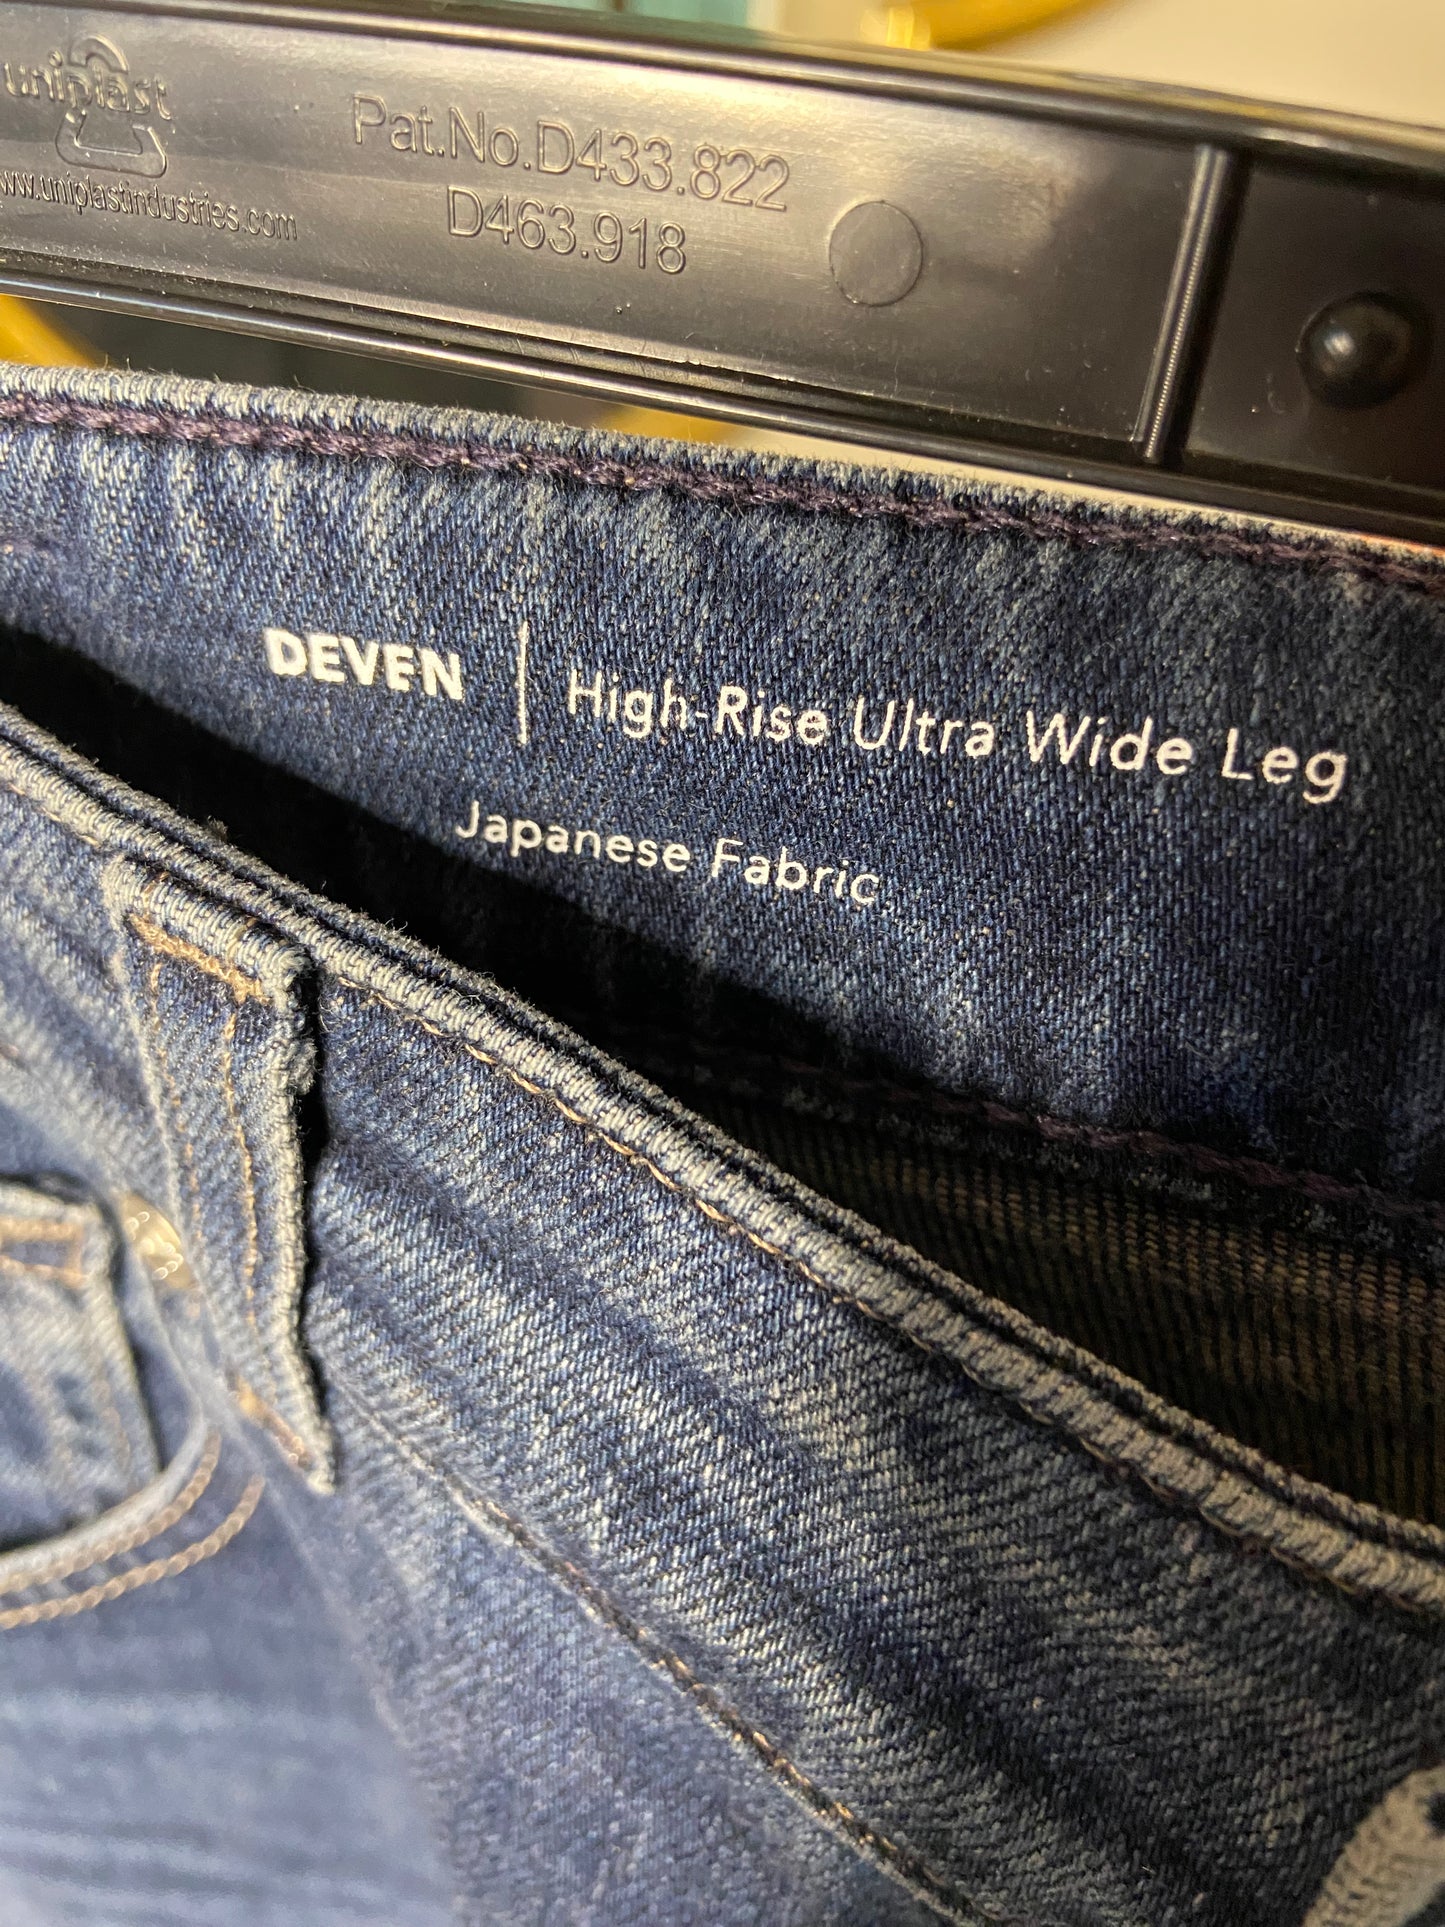 uniplast
www.uniplastindustries.com
Pat.No.D433.822
D463.918
DEVEN | High-Rise Ultra Wide Leg
Japanese Fabric